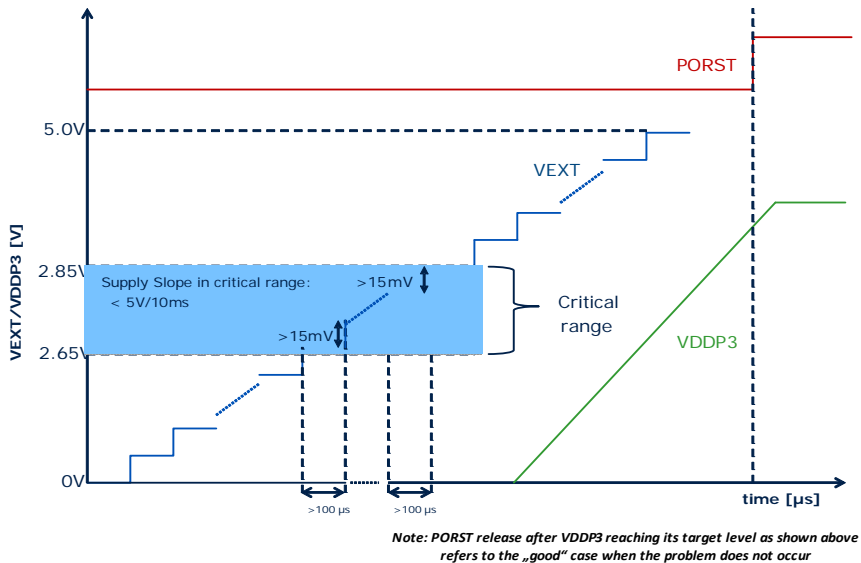 PORST
5.0V
VEXT
VEXT/VDDP3 [V]
2.85V
Supply Slope in critical range:
< 5V/10ms
>15mV
>15mV
Critical
range
2.65V
VDDP3
0V
time [µs]
>100 µs
>100 µs
Note: PORST release after VDDP3 reaching its target level as shown above
refers to the „good“ case when the problem does not occur